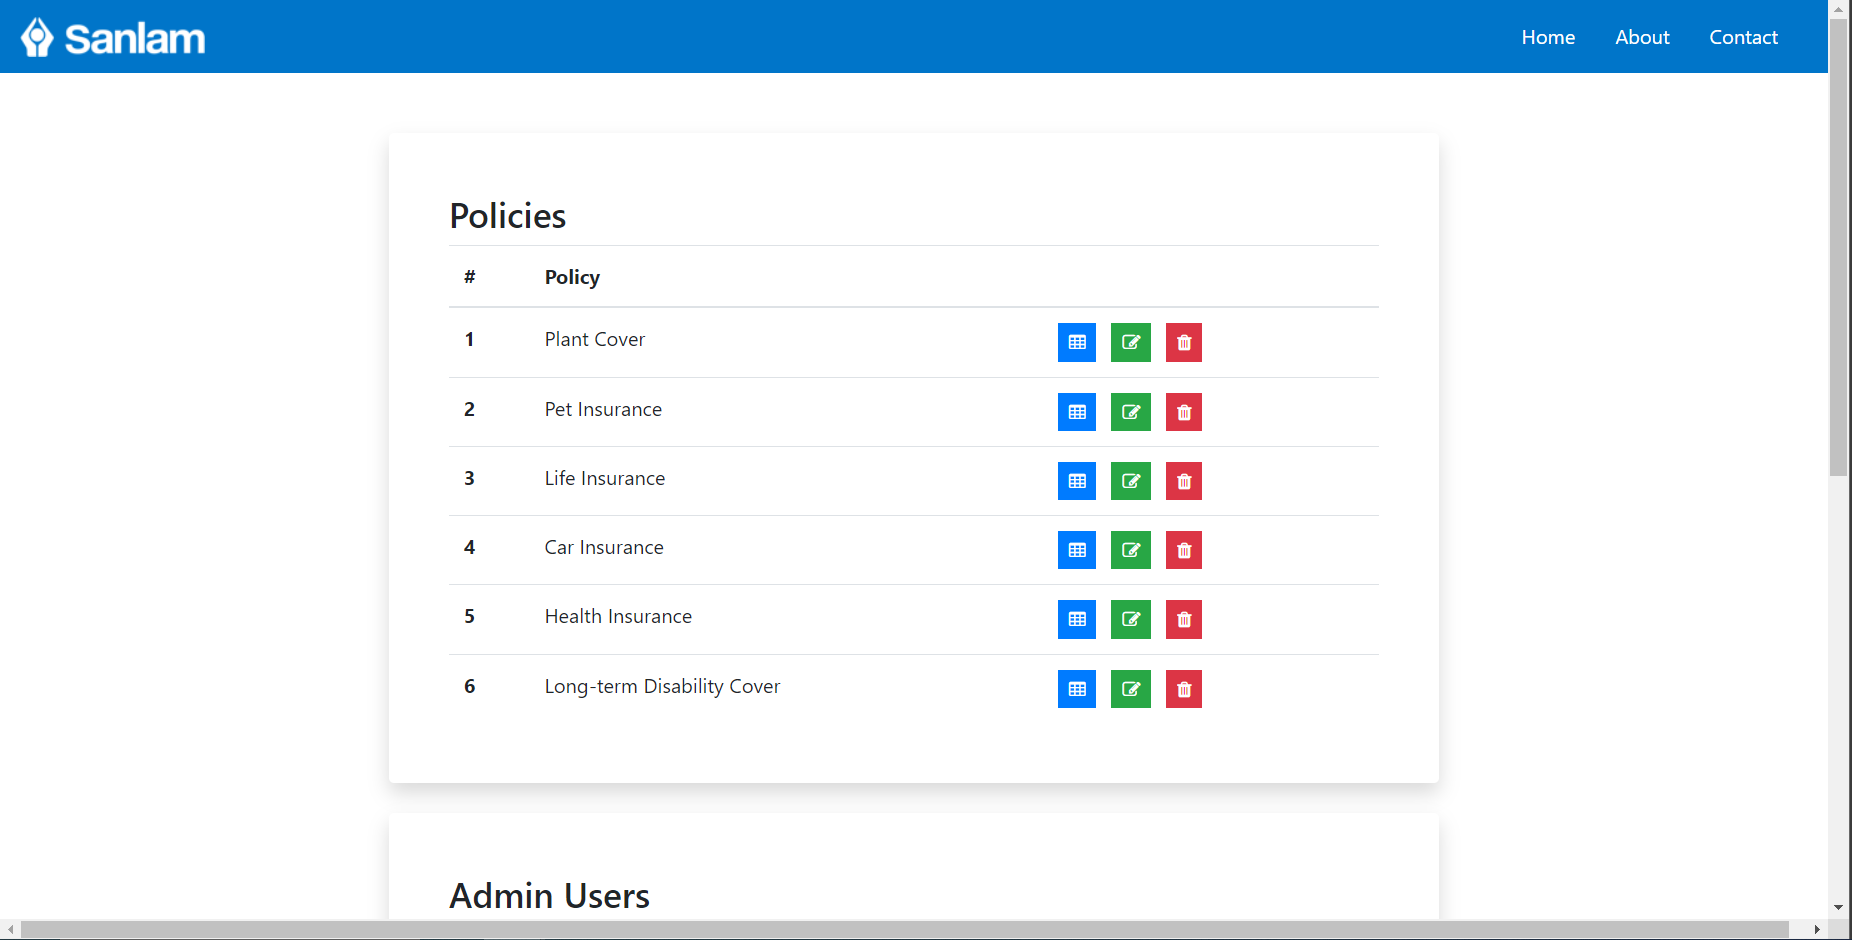 Sanlam
Home About Contact
Policies
# Policy
1 Plant Cover
2 Pet Insurance
3 Life Insurance
4 Car Insurance
5 Health Insurance
6 Long-term Disability Cover
Admin Users